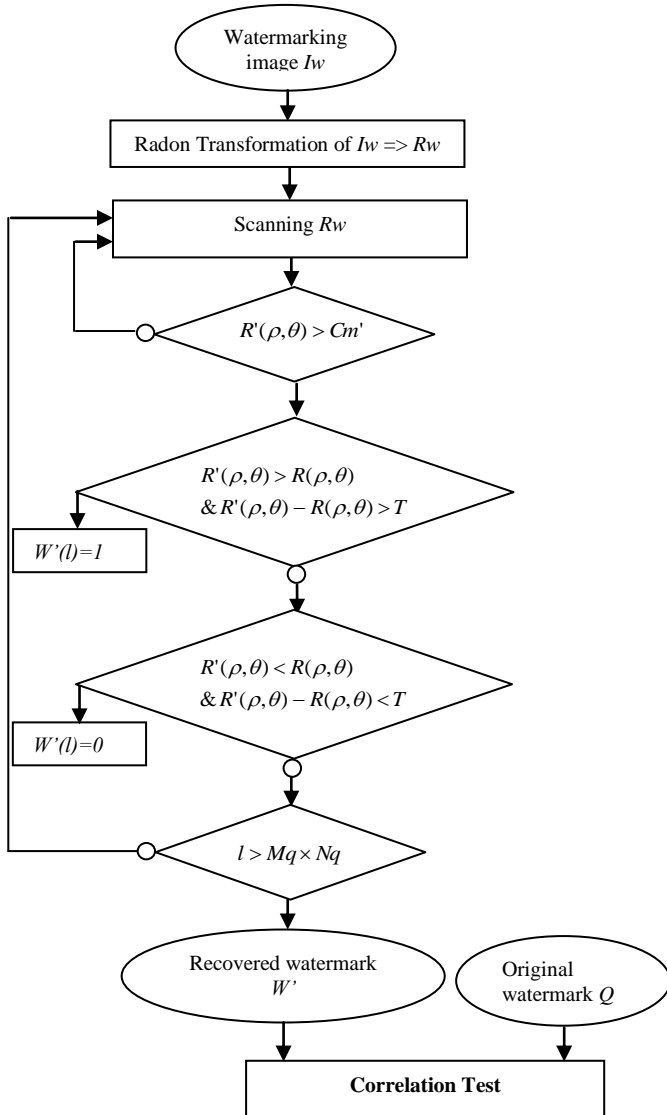 Watermarking
image Iw
Radon Transformation of Iw => Rw
Scanning Rw
R'(ρ,θ) > Cm'
R'(ρ,θ) > R(ρ,θ)
& R'(ρ,θ) − R(ρ,θ) > T
W’(l)=1
R'(ρ,θ) < R(ρ,θ)
& R'(ρ,θ) − R(ρ,θ) < T
W’(l)=0
l > Mq × Nq
Recovered watermark
W’
Original
watermark Q
Correlation Test